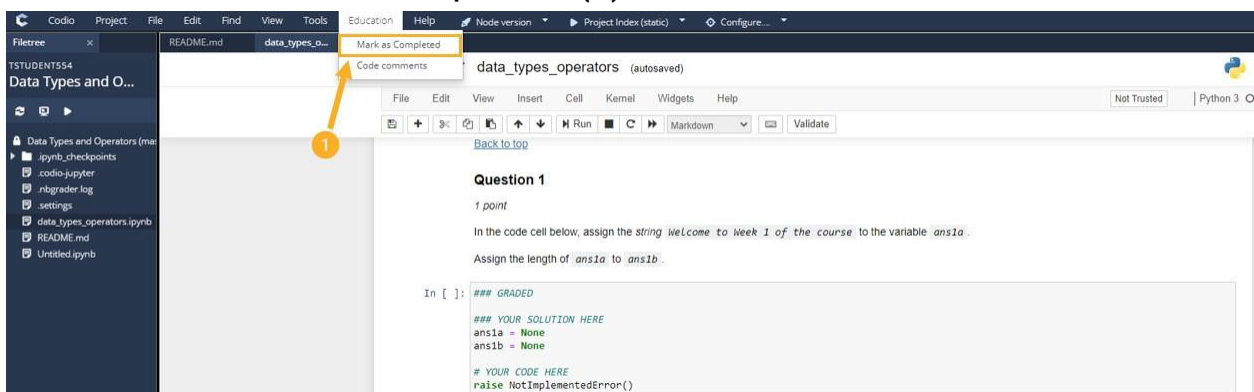 Codio Project File Edit Find View Tools Education Help Node version Project Index (static) Configure....
Filetree × README.md data_types_o... Mark as Completed
TSTUDENT554 Code comments data_types_operators (autosaved)
Data Types and O...
File Edit View Insert Cell Kernel Widgets Help Not Trusted Python 3
Run Markdown Validate
1
Data Types and Operators (mas
.ipynb_checkpoints
.codio-jupyter
.nbgrader.log
.settings
data_types_operators.ipynb
README.md
Untitled.ipynb
Back to top
Question 1
1 point
In the code cell below, assign the string Welcome to Week 1 of the course to the variable ans1a .
Assign the length of ans1a to ans1b .
In [ ]: ### GRADED
### YOUR SOLUTION HERE
ans1a = None
ans1b = None
# YOUR CODE HERE
raise NotImplementedError()